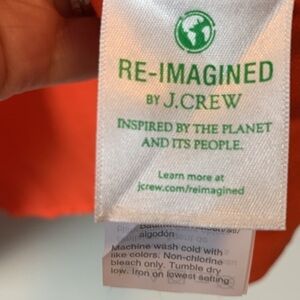 RE-IMAGINED
BY J.CREW
INSPIRED BY THE PLANET
AND ITS PEOPLE.
Learn more at
jcrew.com/reimagined
algodón
Machine wash cold with
like colors. Non-chlorine
bleach only. Tumble dry
low. Iron on lowest setting